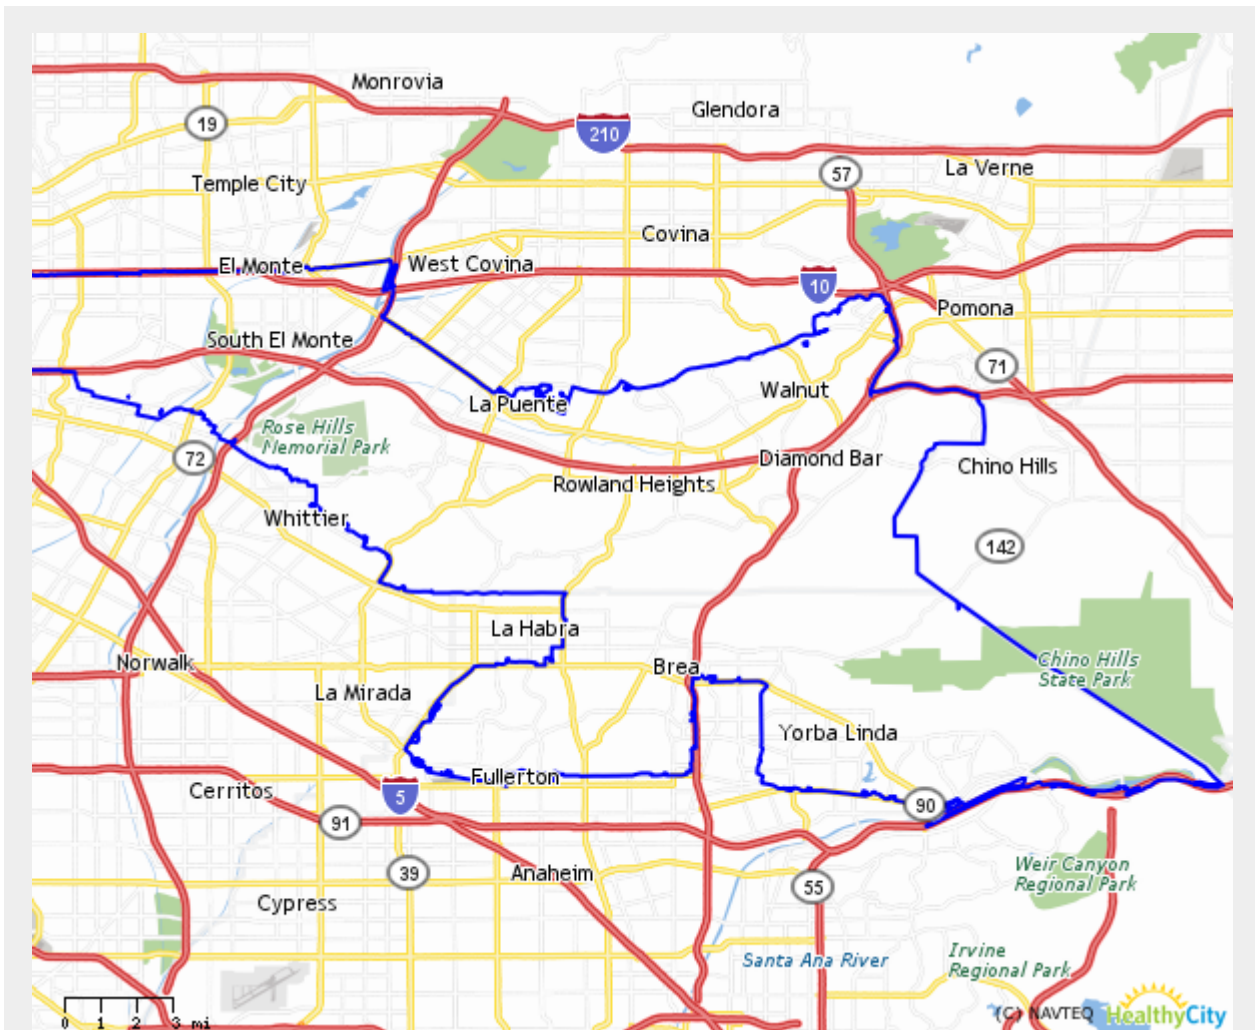 Monrovia
Glendora
210
19
La Verne
57
Temple City
Covina
El Monte
West Covina
10
Pomona
South El Monte
71
Walnut
La Puente
Rose Hills
Memorial Park
72
Diamond Bar
Chino Hills
Rowland Heights
Whittier
142
La Habra
Norwalk
Brea
Chino Hills
State Park
La Mirada
Yorba Linda
Fullerton
Cerritos
5
90
91
39
Anaheim
Weir Canyon
Regional Park
55
Cypress
Santa Ana River
Irvine
Regional Park
0 1 2 3 mi
(C) NAVTEQ
HealthyCity